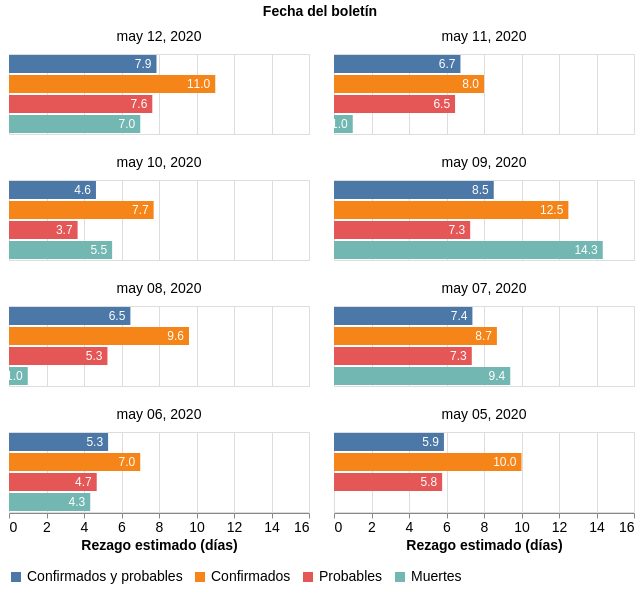 Fecha del boletín
may 12, 2020
7.9
11.0
7.6
7.0
may 11, 2020
6.7
8.0
6.5
1.0
may 10, 2020
4.6
7.7
3.7
5.5
may 09, 2020
8.5
12.5
7.3
14.3
may 08, 2020
6.5
9.6
5.3
1.0
may 07, 2020
7.4
8.7
7.3
9.4
may 06, 2020
5.3
7.0
4.7
4.3
may 05, 2020
5.9
10.0
5.8
0 2 4 6 8 10 12 14 16
0 2 4 6 8 10 12 14 16
Rezago estimado (días)
Rezago estimado (días)
Confirmados y probables Confirmados Probables Muertes